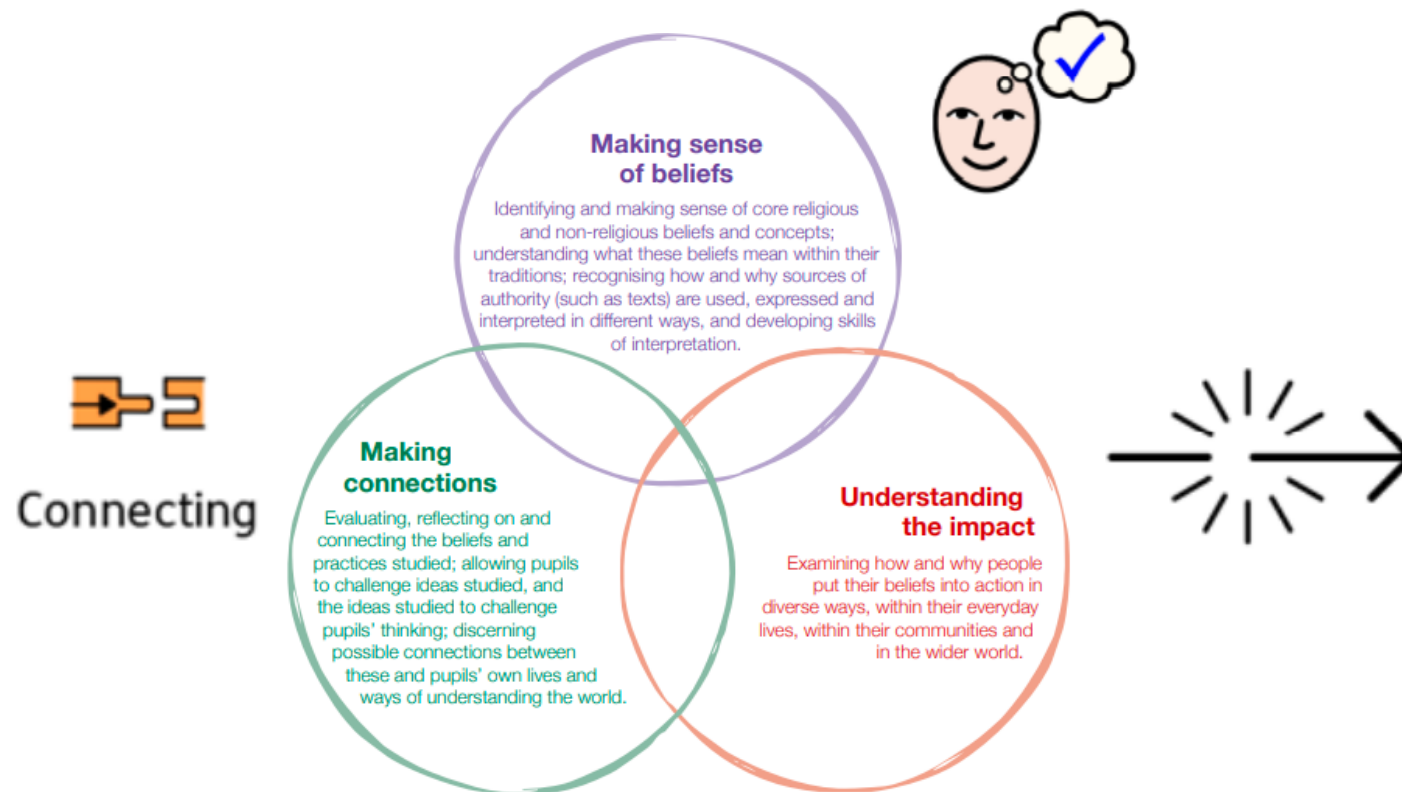 Making sense
of beliefs
Identifying and making sense of core religious
and non-religious beliefs and concepts;
understanding what these beliefs mean within their
traditions; recognising how and why sources of
authority (such as texts) are used, expressed and
interpreted in different ways, and developing skills
of interpretation.
Connecting
Making
connections
Evaluating, reflecting on and
connecting the beliefs and
practices studied; allowing pupils
to challenge ideas studied, and
the ideas studied to challenge
pupils’ thinking; discerning
possible connections between
these and pupils’ own lives and
ways of understanding the world.
Understanding
the impact
Examining how and why people
put their beliefs into action in
diverse ways, within their everyday
lives, within their communities and
in the wider world.